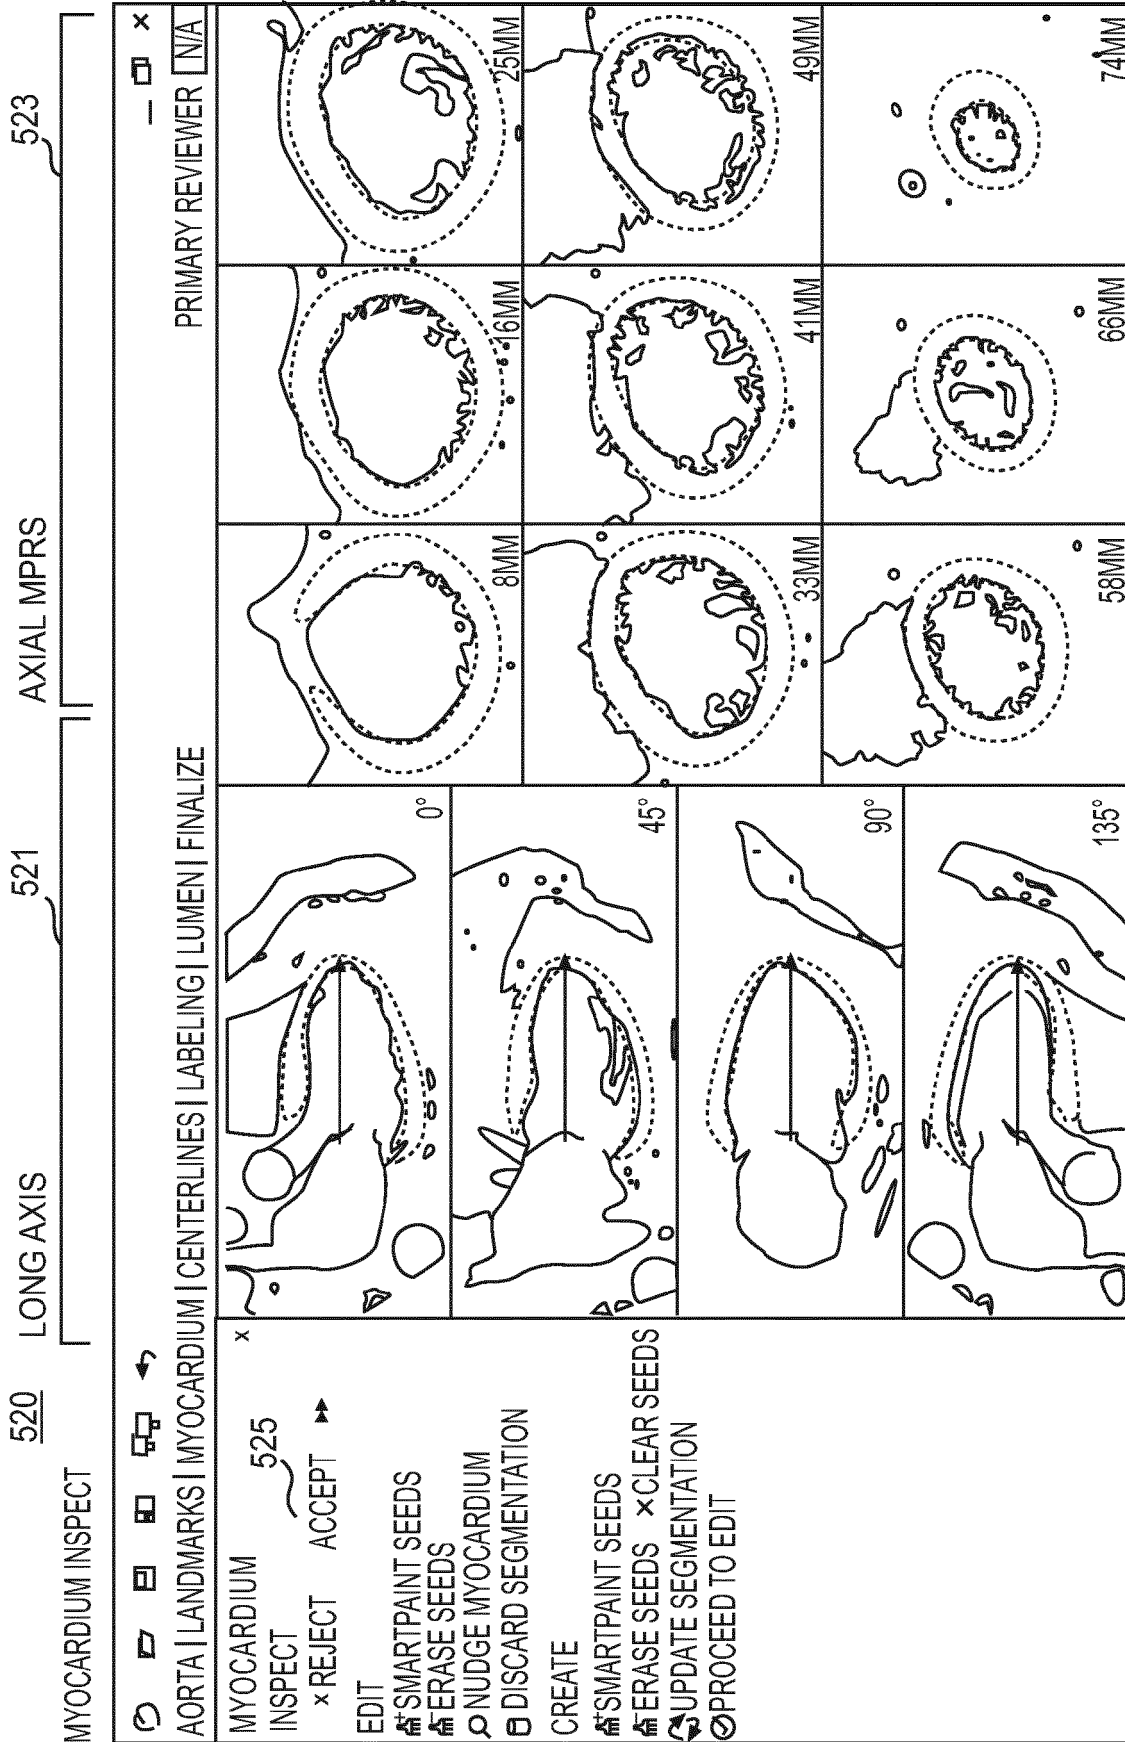 MYOCARDIUM INSPECT
520
LONG AXIS
521
AXIAL MPRS
523
PRIMARY REVIEWER N/A
AORTA | LANDMARKS | MYOCARDIUM | CENTERLINES | LABELING | LUMEN | FINALIZE
MYOCARDIUM
x
INSPECT
525
x REJECT ACCEPT
EDIT
SMARTPAINT SEEDS
ERASE SEEDS
NUDGE MYOCARDIUM
DISCARD SEGMENTATION
CREATE
SMARTPAINT SEEDS
ERASE SEEDS × CLEAR SEEDS
UPDATE SEGMENTATION
PROCEED TO EDIT
0°
45°
90°
135°
8MM
16MM
25MM
33MM
41MM
49MM
58MM
66MM
74MM